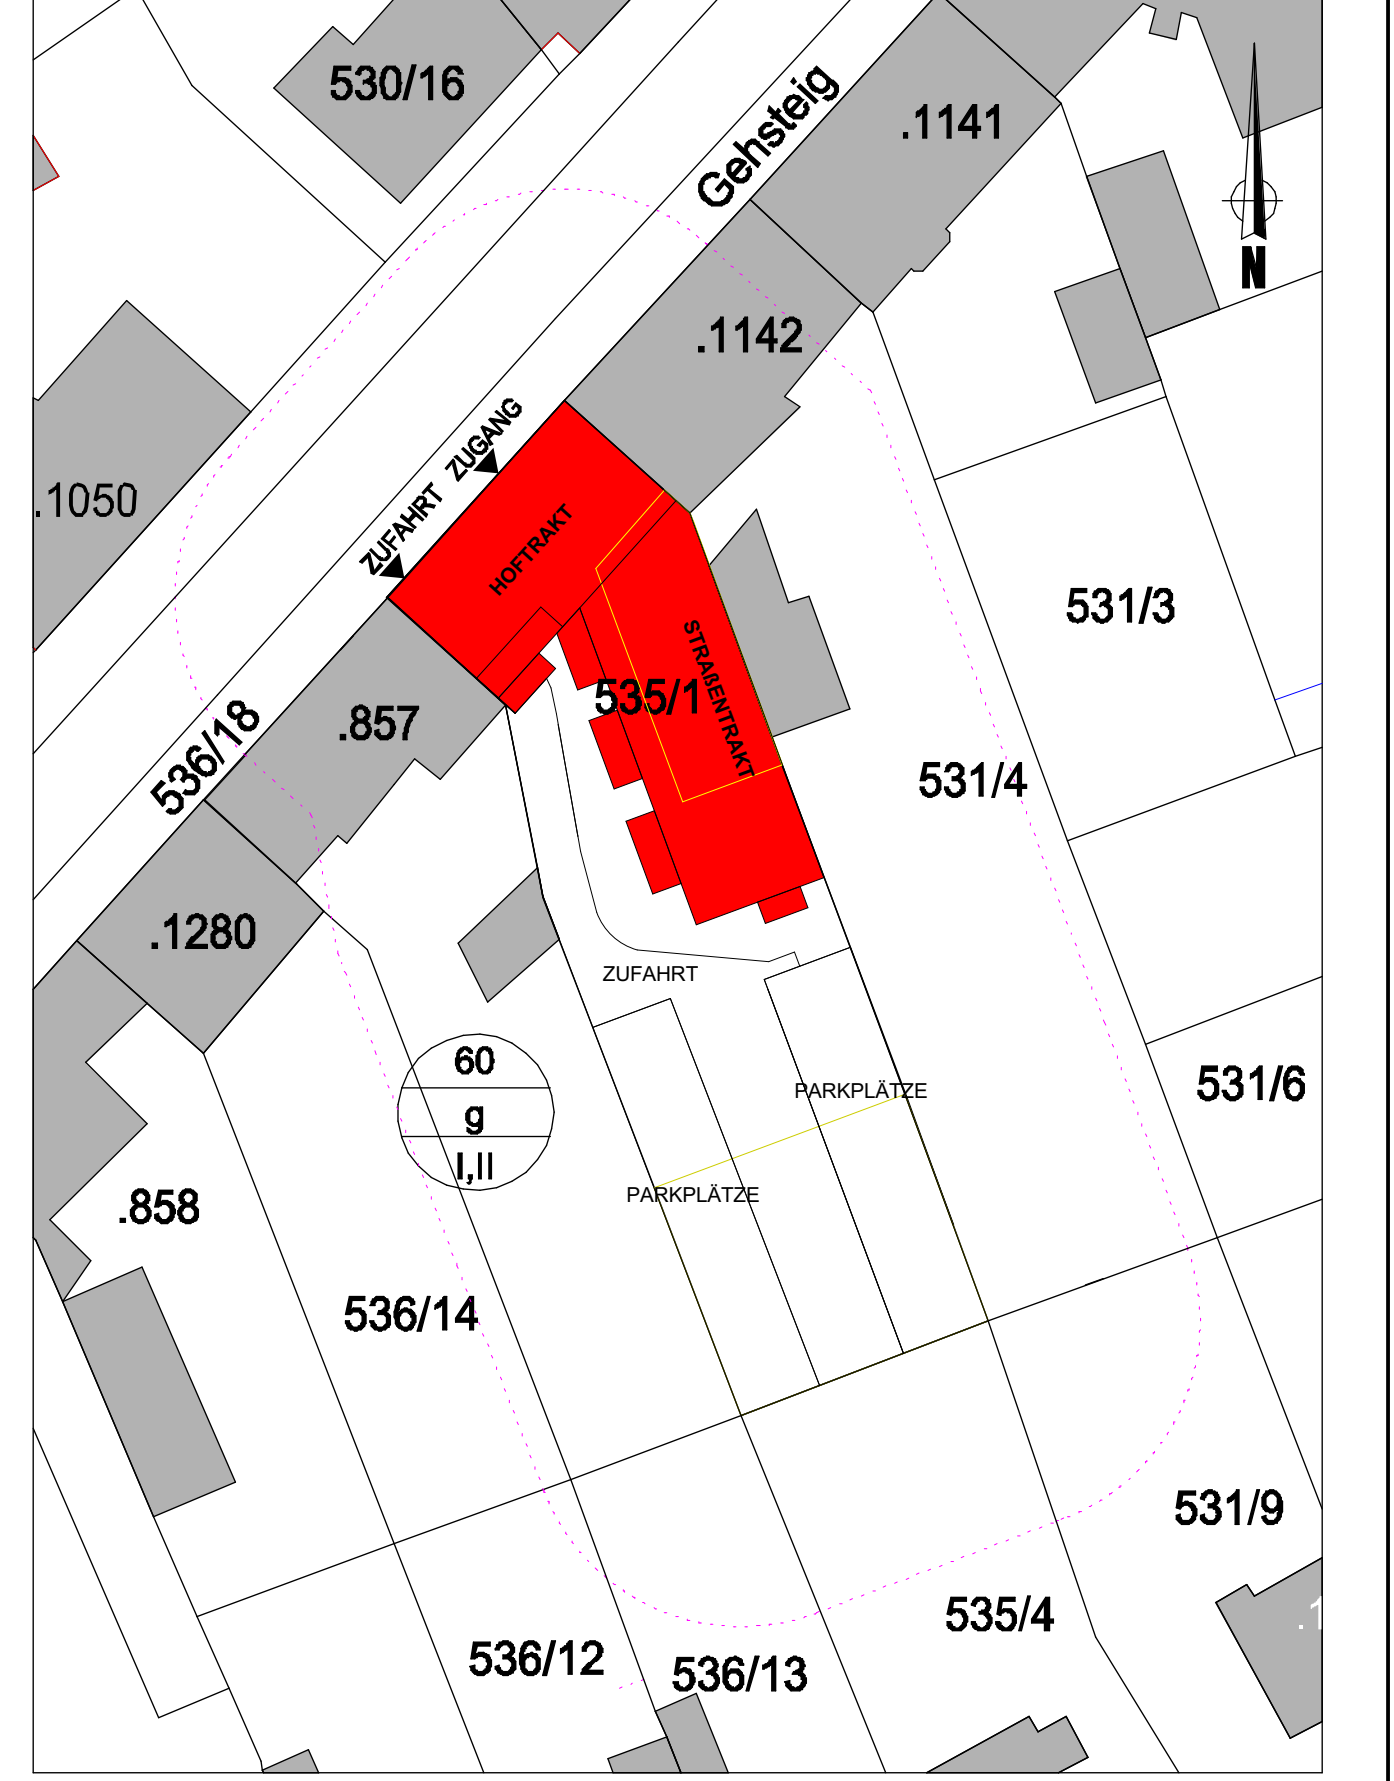 530/16
Gehsteig
.1141
N
.1142
ZUGANG
ZUFAHRT
.1050
HOFTRAKT
531/3
STRAßENTRAKT
535/1
536/18
.857
531/4
.1280
ZUFAHRT
60
g
I,II
PARKPLÄTZE
531/6
PARKPLÄTZE
.858
536/14
531/9
535/4
536/12
536/13